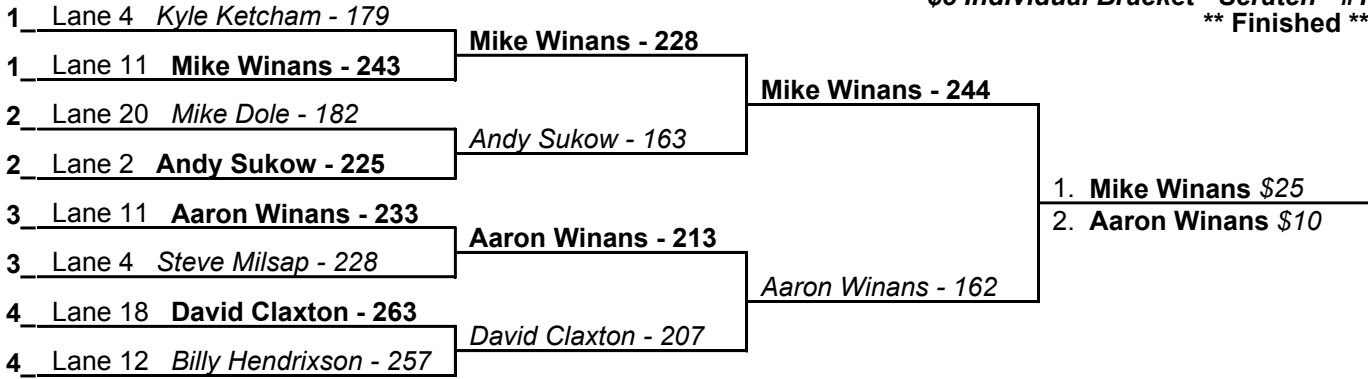 Individual Bracket - Scratch
** Finished **
1_ Lane 4 Kyle Ketcham - 179
1_ Lane 11 Mike Winans - 243
2_ Lane 20 Mike Dole - 182
2_ Lane 2 Andy Sukow - 225
3_ Lane 11 Aaron Winans - 233
3_ Lane 4 Steve Milsap - 228
4_ Lane 18 David Claxton - 263
4_ Lane 12 Billy Hendrixson - 257
Mike Winans - 228
Andy Sukow - 163
Aaron Winans - 213
David Claxton - 207
Mike Winans - 244
Aaron Winans - 162
1. Mike Winans $25
2. Aaron Winans $10